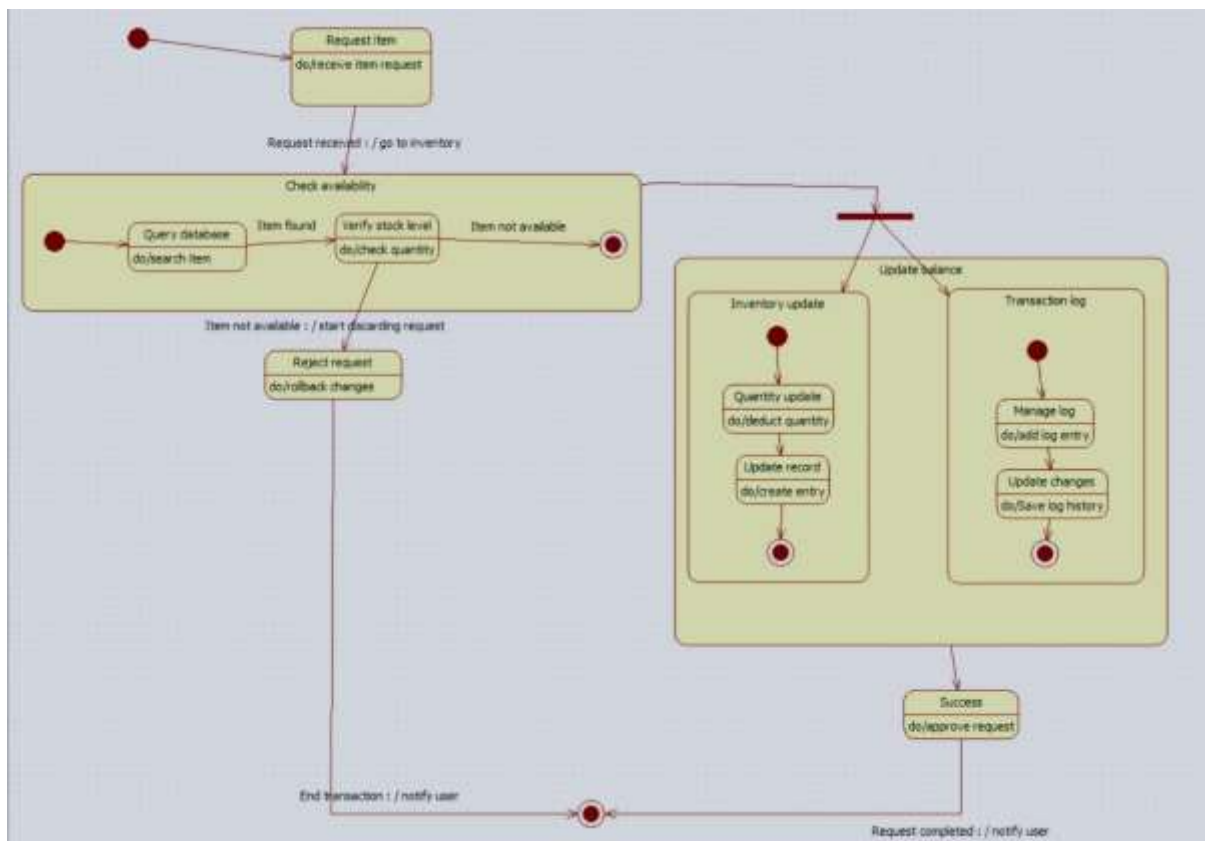 Request item
do/receive item request
Request received : / go to inventory
Check availability
Query database
do/search item
Item found
Verify stock level
do/check quantity
Item not available
Item not available : / start discarding request
Reject request
do/rollback changes
Update balance
Inventory update
Quantity update
do/deduct quantity
Update record
do/create entry
Transaction log
Manage log
do/add log entry
Update changes
do/Save log history
Success
do/approve request
End transaction : / notify user
Request completed : / notify user